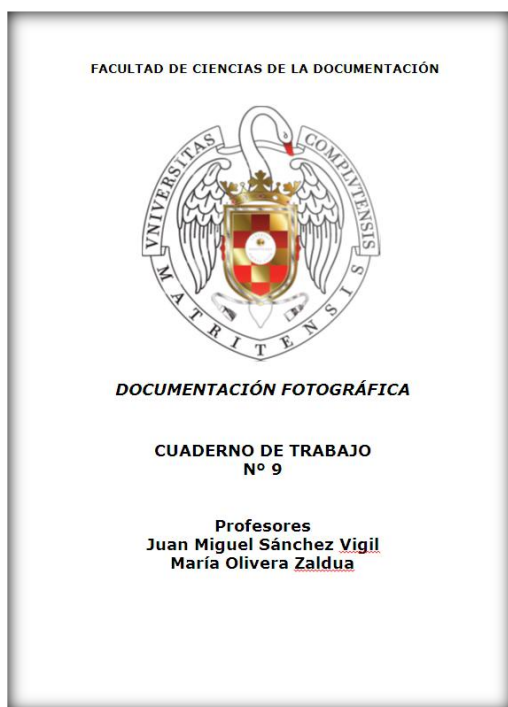 FACULTAD DE CIENCIAS DE LA DOCUMENTACIÓN
VNIVERSITAS COMPLVTENSIS
MATRITENSIS
DOCUMENTACIÓN FOTOGRÁFICA
CUADERNO DE TRABAJO
Nº 9
Profesores
Juan Miguel Sánchez Vigil
María Olivera Zaldua